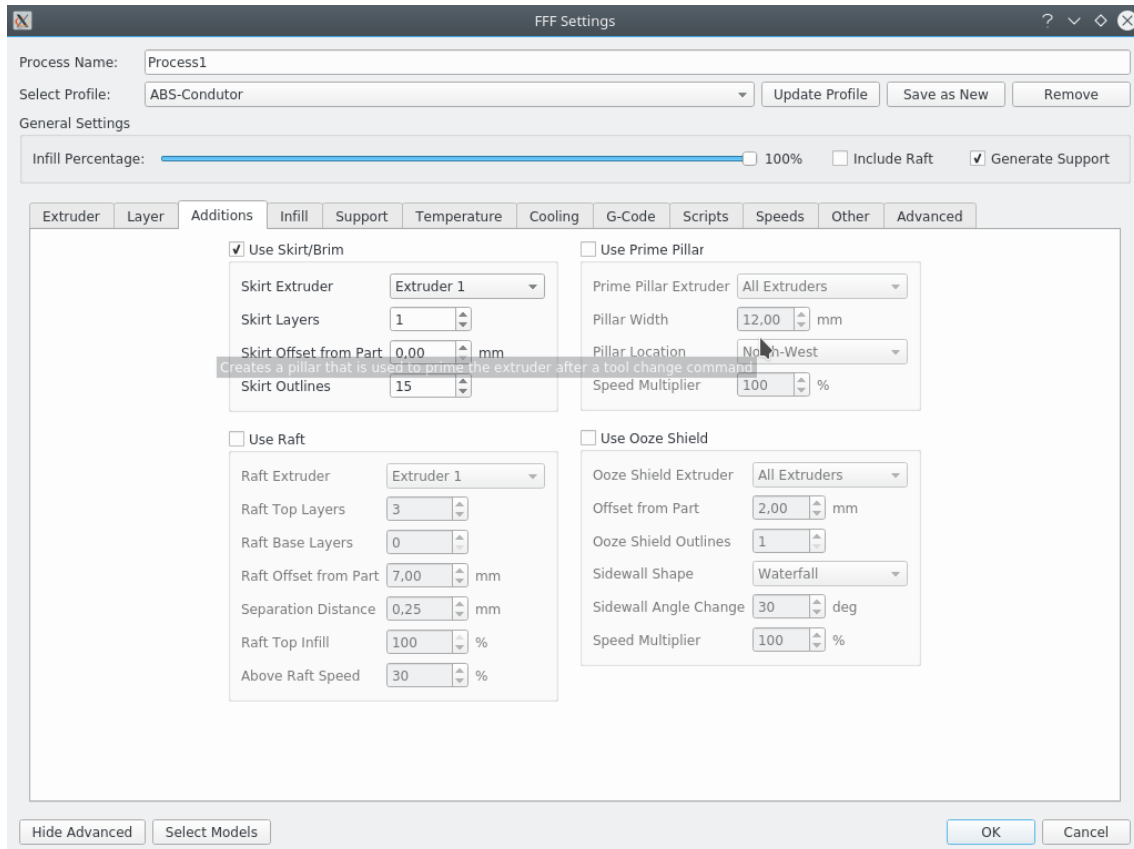 FFF Settings
Process Name: Process1
Select Profile: ABS-Condutor Update Profile Save as New Remove
General Settings
Infill Percentage: 100% Include Raft Generate Support
Extruder Layer Additions Infill Support Temperature Cooling G-Code Scripts Speeds Other Advanced
Use Skirt/Brim
Skirt Extruder Extruder 1
Skirt Layers 1
Skirt Offset from Part 0,00 mm
Creates a pillar that is used to prime the extruder after a tool change command
Skirt Outlines 15
Use Prime Pillar
Prime Pillar Extruder All Extruders
Pillar Width 12,00 mm
Pillar Location North-West
Speed Multiplier 100 %
Use Raft
Raft Extruder Extruder 1
Raft Top Layers 3
Raft Base Layers 0
Raft Offset from Part 7,00 mm
Separation Distance 0,25 mm
Raft Top Infill 100 %
Above Raft Speed 30 %
Use Ooze Shield
Ooze Shield Extruder All Extruders
Offset from Part 2,00 mm
Ooze Shield Outlines 1
Sidewall Shape Waterfall
Sidewall Angle Change 30 deg
Speed Multiplier 100 %
Hide Advanced Select Models OK Cancel